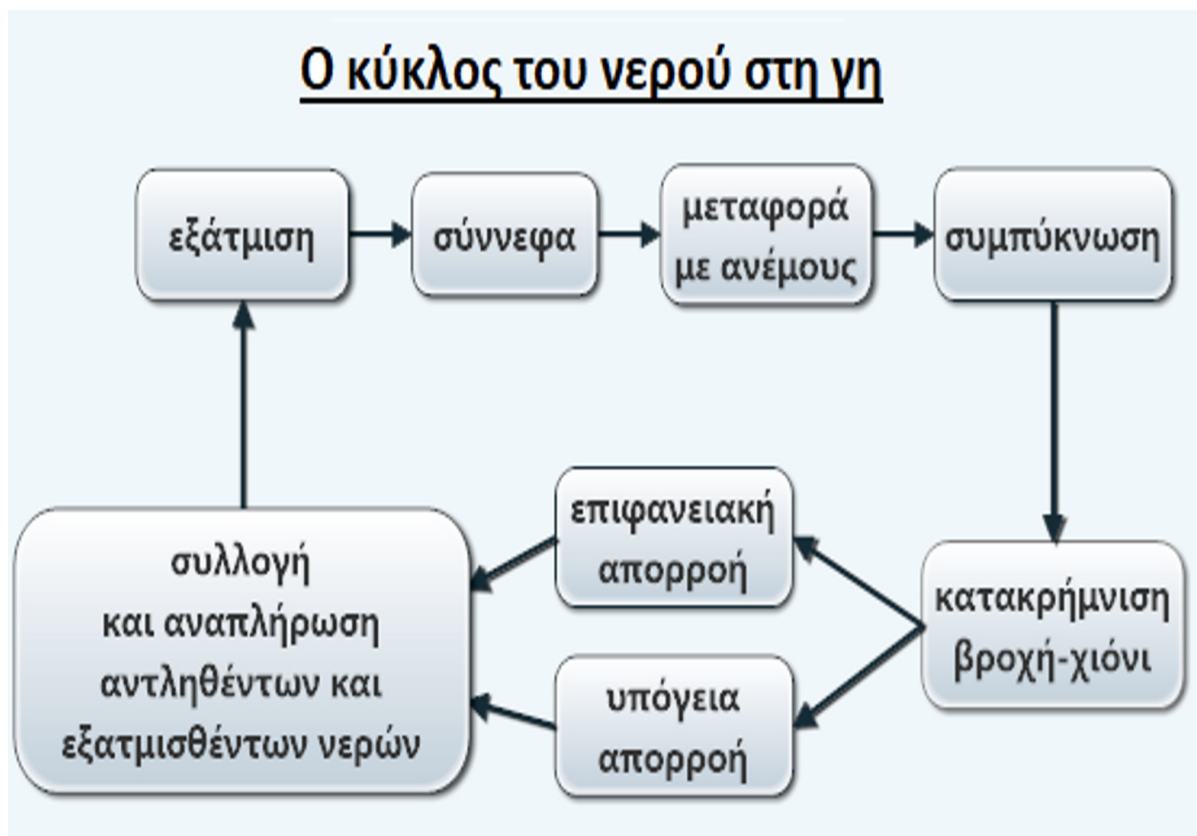 Ο κύκλος του νερού στη γη
εξάτμιση
σύννεφα
μεταφορά
με ανέμους
συμπύκνωση
κατακρήμνιση
βροχή-χιόνι
επιφανειακή
απορροή
υπόγεια
απορροή
συλλογή
και αναπλήρωση
αντληθέντων και
εξατμισθέντων νερών